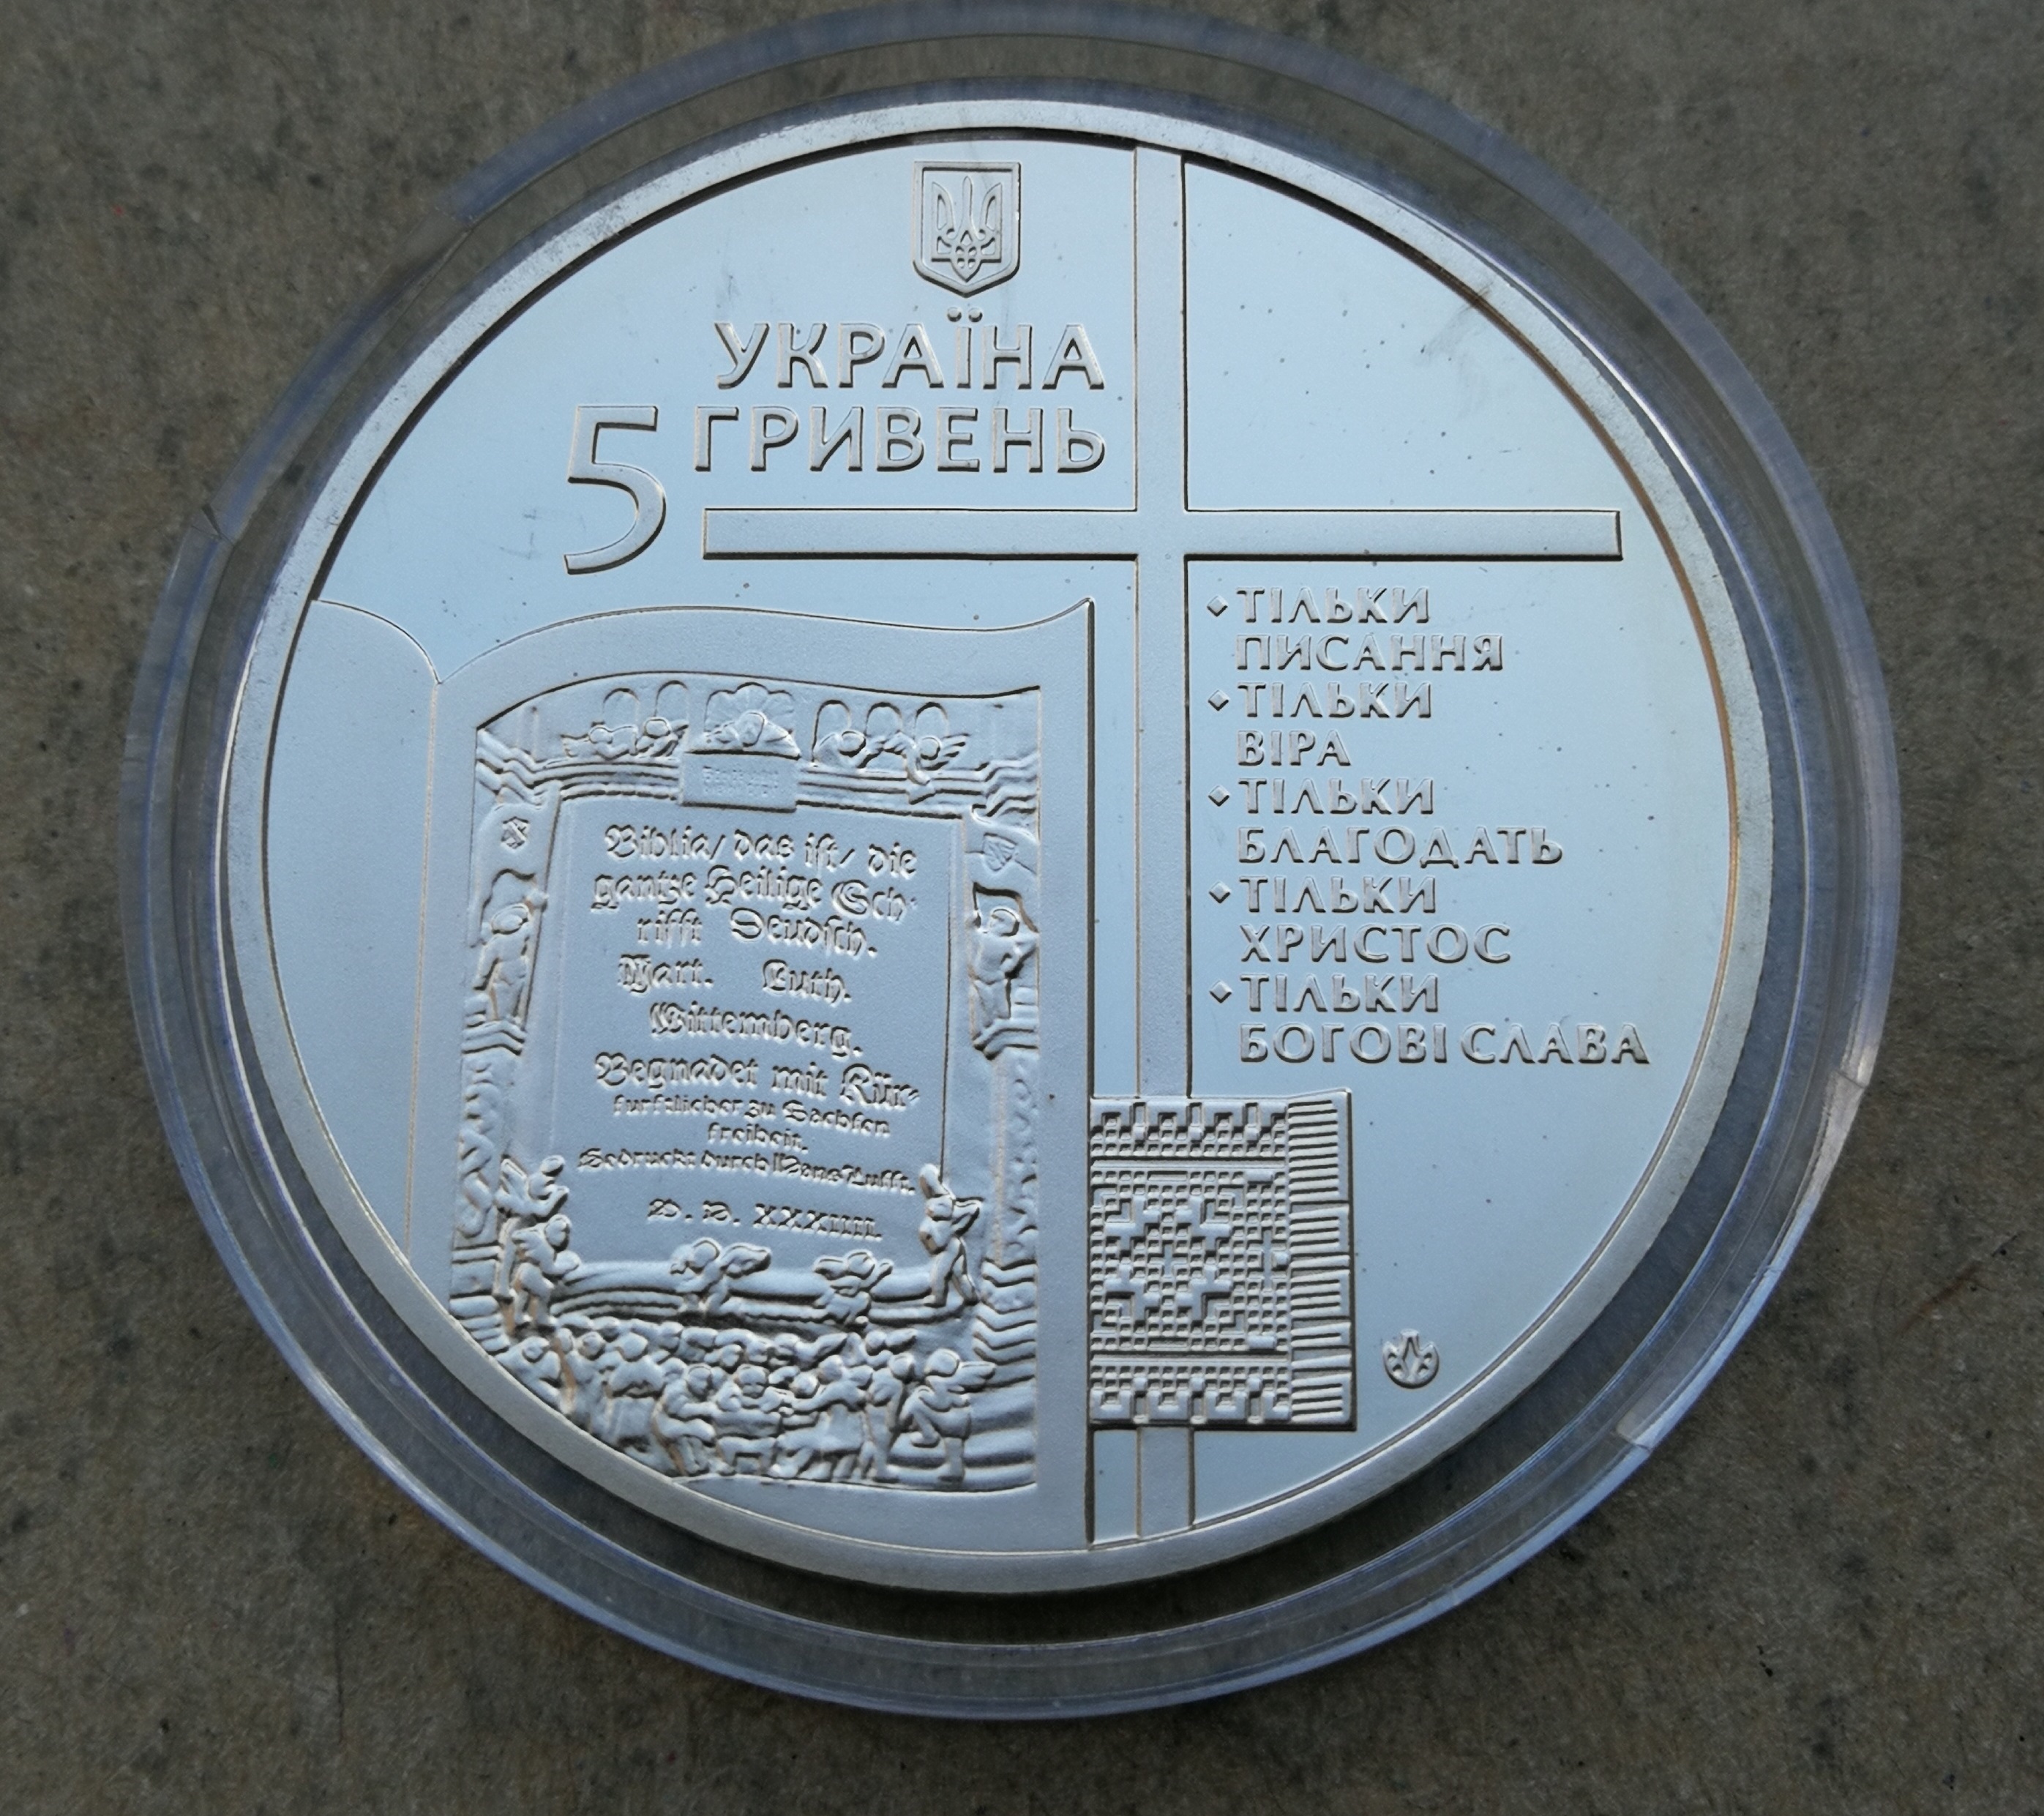 УКРАЇНА
5 ГРИВЕНЬ
ТІЛЬКИ
ПИСАННЯ
ТІЛЬКИ
ВІРА
ТІЛЬКИ
БЛАГОДАТЬ
ТІЛЬКИ
ХРИСТОС
ТІЛЬКИ
БОГОВІ СЛАВА
Biblia/ das ist/ die
gantze Heilige Sch
rifft Deudsch.
Mart. Luth.
Wittemberg.
Begnadet mit Kür-
furstlicher zu Sachsen
freiheit.
Gedruckt durch Hans Lufft.
M. D. XXXIIII.